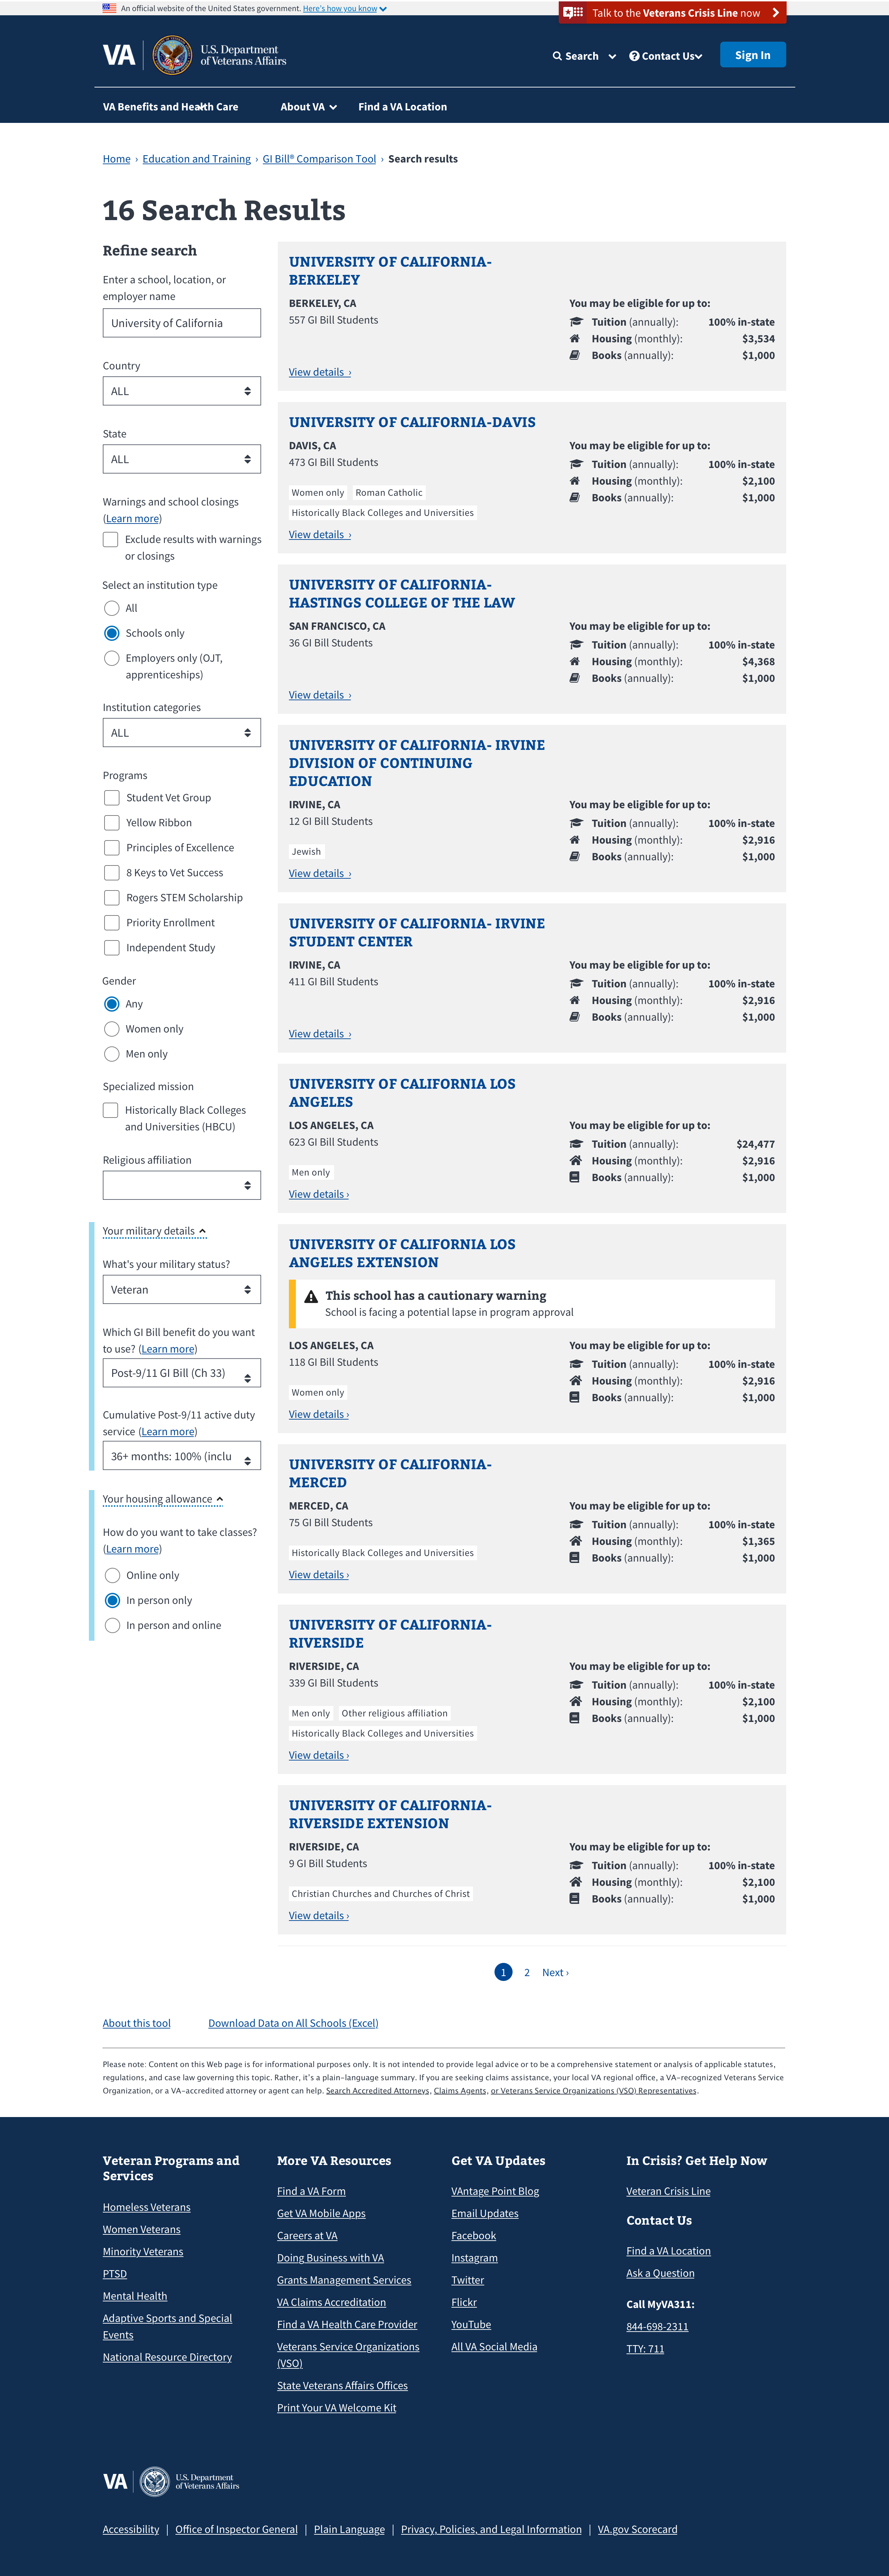 An official website of the United States government. Here's how you know
Talk to the Veterans Crisis Line now
VA
U.S. Department
of Veterans Affairs
Search
Contact Us
Sign In
VA Benefits and Health Care
About VA
Find a VA Location
Home › Education and Training › GI Bill® Comparison Tool › Search results
16 Search Results
Refine search
Enter a school, location, or
employer name
University of California
Country
ALL
State
ALL
Warnings and school closings
(Learn more)
Exclude results with warnings
or closings
Select an institution type
All
Schools only
Employers only (OJT,
apprenticeships)
Institution categories
ALL
Programs
Student Vet Group
Yellow Ribbon
Principles of Excellence
8 Keys to Vet Success
Rogers STEM Scholarship
Priority Enrollment
Independent Study
Gender
Any
Women only
Men only
Specialized mission
Historically Black Colleges
and Universities (HBCU)
Religious affiliation
Your military details
What's your military status?
Veteran
Which GI Bill benefit do you want
to use? (Learn more)
Post-9/11 GI Bill (Ch 33)
Cumulative Post-9/11 active duty
service (Learn more)
36+ months: 100% (inclu
Your housing allowance
How do you want to take classes?
(Learn more)
Online only
In person only
In person and online
UNIVERSITY OF CALIFORNIA-
BERKELEY
BERKELEY, CA
557 GI Bill Students
View details ›
You may be eligible for up to:
Tuition (annually): 100% in-state
Housing (monthly): $3,534
Books (annually): $1,000
UNIVERSITY OF CALIFORNIA-DAVIS
DAVIS, CA
473 GI Bill Students
Women only Roman Catholic
Historically Black Colleges and Universities
View details ›
You may be eligible for up to:
Tuition (annually): 100% in-state
Housing (monthly): $2,100
Books (annually): $1,000
UNIVERSITY OF CALIFORNIA-
HASTINGS COLLEGE OF THE LAW
SAN FRANCISCO, CA
36 GI Bill Students
View details ›
You may be eligible for up to:
Tuition (annually): 100% in-state
Housing (monthly): $4,368
Books (annually): $1,000
UNIVERSITY OF CALIFORNIA- IRVINE
DIVISION OF CONTINUING
EDUCATION
IRVINE, CA
12 GI Bill Students
Jewish
View details ›
You may be eligible for up to:
Tuition (annually): 100% in-state
Housing (monthly): $2,916
Books (annually): $1,000
UNIVERSITY OF CALIFORNIA- IRVINE
STUDENT CENTER
IRVINE, CA
411 GI Bill Students
View details ›
You may be eligible for up to:
Tuition (annually): 100% in-state
Housing (monthly): $2,916
Books (annually): $1,000
UNIVERSITY OF CALIFORNIA LOS
ANGELES
LOS ANGELES, CA
623 GI Bill Students
Men only
View details ›
You may be eligible for up to:
Tuition (annually): $24,477
Housing (monthly): $2,916
Books (annually): $1,000
UNIVERSITY OF CALIFORNIA LOS
ANGELES EXTENSION
This school has a cautionary warning
School is facing a potential lapse in program approval
LOS ANGELES, CA
118 GI Bill Students
Women only
View details ›
You may be eligible for up to:
Tuition (annually): 100% in-state
Housing (monthly): $2,916
Books (annually): $1,000
UNIVERSITY OF CALIFORNIA-
MERCED
MERCED, CA
75 GI Bill Students
Historically Black Colleges and Universities
View details ›
You may be eligible for up to:
Tuition (annually): 100% in-state
Housing (monthly): $1,365
Books (annually): $1,000
UNIVERSITY OF CALIFORNIA-
RIVERSIDE
RIVERSIDE, CA
339 GI Bill Students
Men only Other religious affiliation
Historically Black Colleges and Universities
View details ›
You may be eligible for up to:
Tuition (annually): 100% in-state
Housing (monthly): $2,100
Books (annually): $1,000
UNIVERSITY OF CALIFORNIA-
RIVERSIDE EXTENSION
RIVERSIDE, CA
9 GI Bill Students
Christian Churches and Churches of Christ
View details ›
You may be eligible for up to:
Tuition (annually): 100% in-state
Housing (monthly): $2,100
Books (annually): $1,000
1 2 Next ›
About this tool
Download Data on All Schools (Excel)
Please note: Content on this Web page is for informational purposes only. It is not intended to provide legal advice or to be a comprehensive statement or analysis of applicable statutes,
regulations, and case law governing this topic. Rather, it's a plain-language summary. If you are seeking claims assistance, your local VA regional office, a VA-recognized Veterans Service
Organization, or a VA-accredited attorney or agent can help. Search Accredited Attorneys, Claims Agents, or Veterans Service Organizations (VSO) Representatives.
Veteran Programs and
Services
Homeless Veterans
Women Veterans
Minority Veterans
PTSD
Mental Health
Adaptive Sports and Special
Events
National Resource Directory
More VA Resources
Find a VA Form
Get VA Mobile Apps
Careers at VA
Doing Business with VA
Grants Management Services
VA Claims Accreditation
Find a VA Health Care Provider
Veterans Service Organizations
(VSO)
State Veterans Affairs Offices
Print Your VA Welcome Kit
Get VA Updates
VAntage Point Blog
Email Updates
Facebook
Instagram
Twitter
Flickr
YouTube
All VA Social Media
In Crisis? Get Help Now
Veteran Crisis Line
Contact Us
Find a VA Location
Ask a Question
Call MyVA311:
844-698-2311
TTY: 711
VA
U.S. Department
of Veterans Affairs
Accessibility | Office of Inspector General | Plain Language | Privacy, Policies, and Legal Information | VA.gov Scorecard